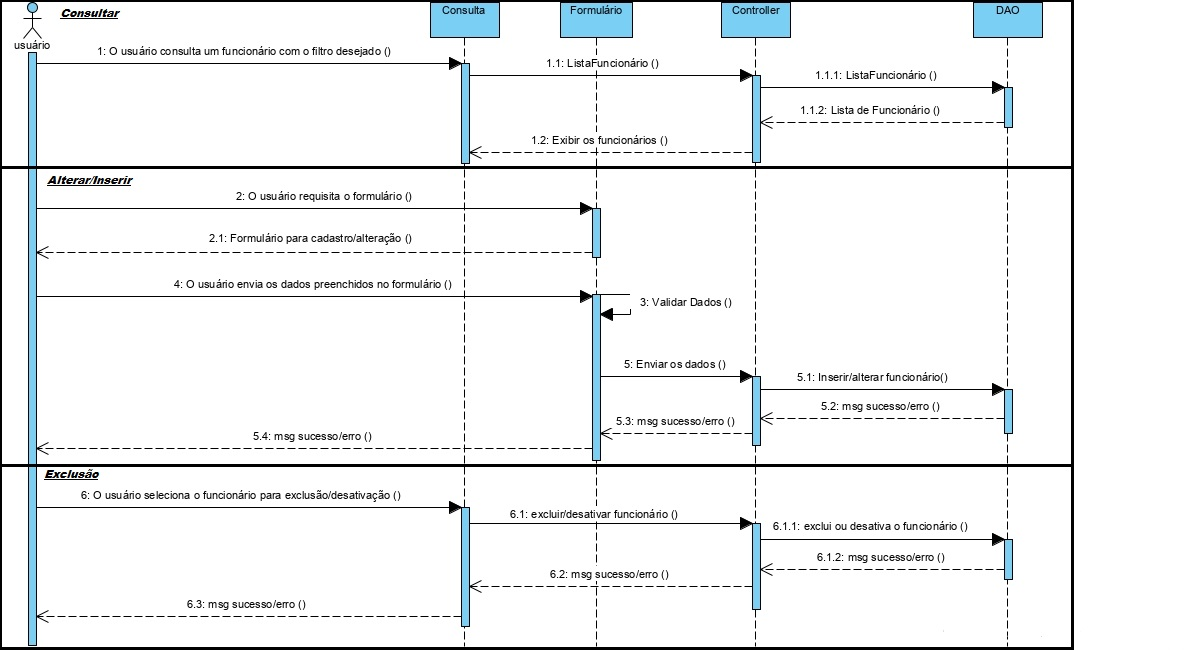 Consultar
Consulta
Formulário
Controller
DAO
usuário
1: O usuário consulta um funcionário com o filtro desejado ()
1.1: ListaFuncionário ()
1.1.1: ListaFuncionário ()
1.1.2: Lista de Funcionário ()
1.2: Exibir os funcionários ()
Alterar/Inserir
2: O usuário requisita o formulário ()
2.1: Formulário para cadastro/alteração ()
4: O usuário envia os dados preenchidos no formulário ()
3: Validar Dados ()
5: Enviar os dados ()
5.1: Inserir/alterar funcionário()
5.2: msg sucesso/erro ()
5.3: msg sucesso/erro ()
5.4: msg sucesso/erro ()
Exclusão
6: O usuário seleciona o funcionário para exclusão/desativação ()
6.1: excluir/desativar funcionário ()
6.1.1: exclui ou desativa o funcionário ()
6.1.2: msg sucesso/erro ()
6.2: msg sucesso/erro ()
6.3: msg sucesso/erro ()